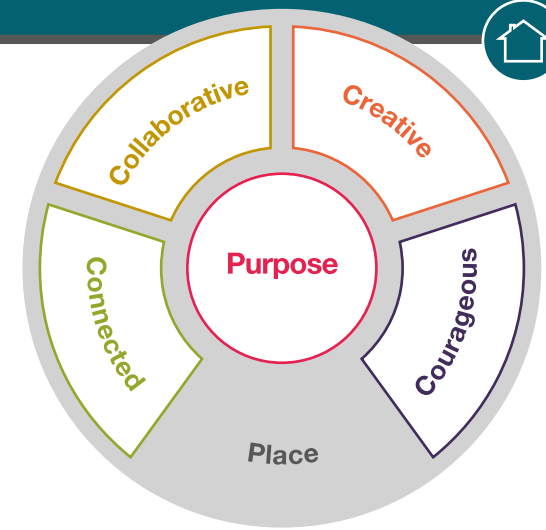 Collaborative
Creative
Purpose
Connected
Courageous
Place